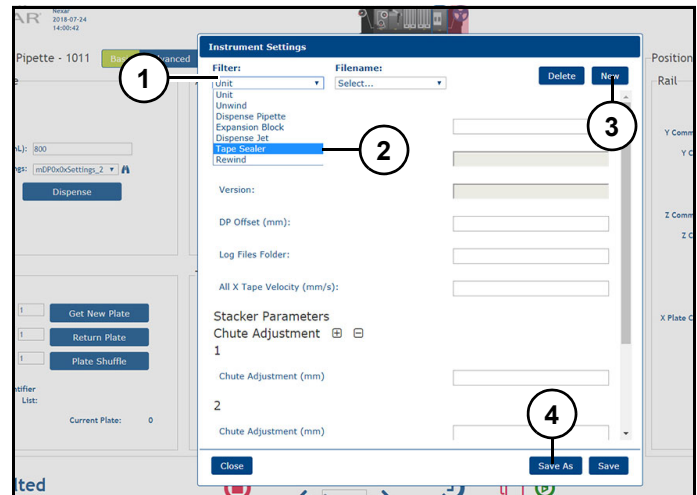 Nexar
2018-07-24
14:00:42
Pipette - 1011
Instrument Settings
Filter:
Filename:
Unit
Select...
Delete
New
Unit
Unwind
Dispense Pipette
Expansion Block
Dispense Jet
Tape Sealer
Rewind
1
2
3
4
Version:
DP Offset (mm):
Log Files Folder:
All X Tape Velocity (mm/s):
Stacker Parameters
Chute Adjustment
1
Chute Adjustment (mm)
2
Chute Adjustment (mm)
Close
Save As
Save
800
mDP0x0xSettings_2
Dispense
1
Get New Plate
1
Return Plate
1
Plate Shuffle
List:
Current Plate:
0
Position
Rail
Y Comm
Y C
Z Comm
Z C
X Plate C